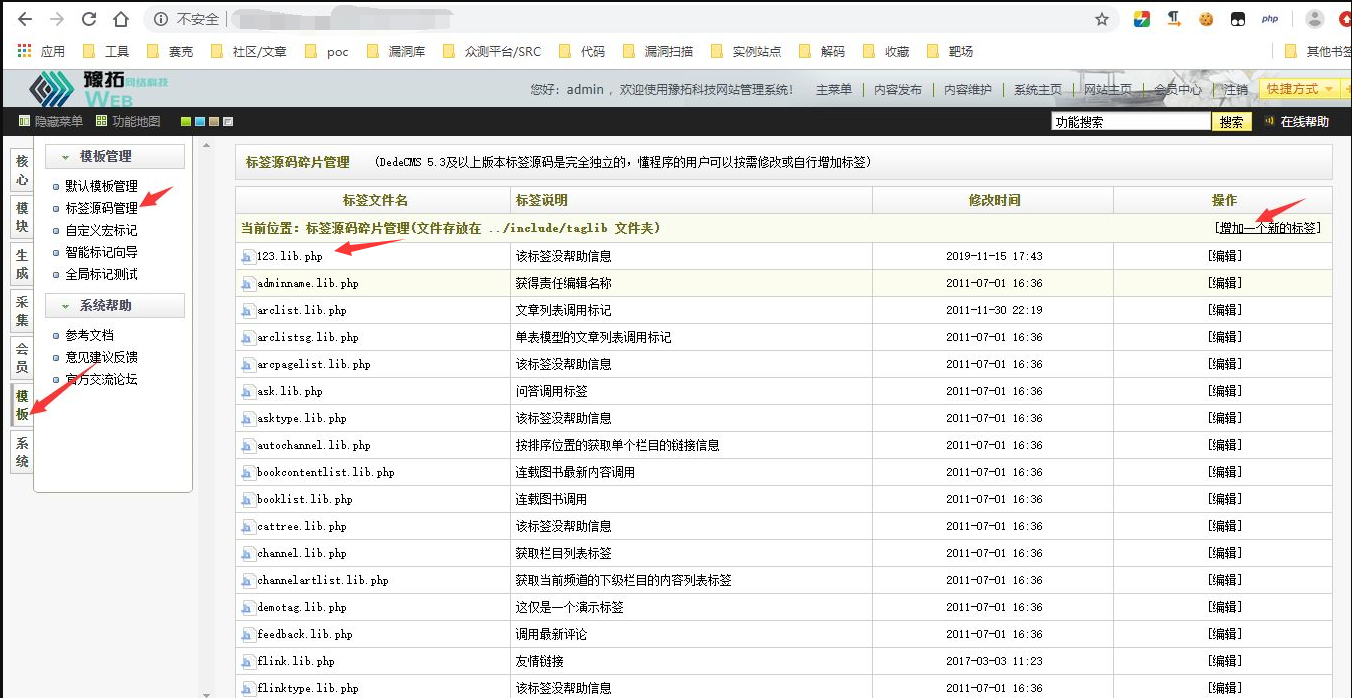 不安全
php
应用 工具 赛克 社区/文章 poc 漏洞库 众测平台/SRC 代码 漏洞扫描 实例站点 解码 收藏 靶场 其他书签
豫拓网络科技
WEB
您好：admin ，欢迎使用豫拓科技网站管理系统！ 主菜单 内容发布 内容维护 系统主页 网站主页 会员中心 注销 快捷方式
隐藏菜单 功能地图 功能搜索 搜索 在线帮助
核心
模块
生成
采集
会员
模板
系统
模板管理
默认模板管理
标签源码管理
自定义宏标记
智能标记向导
全局标记测试
系统帮助
参考文档
意见建议反馈
官方交流论坛
标签源码碎片管理 (DedeCMS 5.3及以上版本标签源码是完全独立的，懂程序的用户可以按需修改或自行增加标签)
标签文件名 标签说明 修改时间 操作
当前位置：标签源码碎片管理(文件存放在 ../include/taglib 文件夹) [增加一个新的标签]
123.lib.php 该标签没帮助信息 2019-11-15 17:43 [编辑]
adminname.lib.php 获得责任编辑名称 2011-07-01 16:36 [编辑]
arclist.lib.php 文章列表调用标记 2011-11-30 22:19 [编辑]
arclistsg.lib.php 单表模型的文章列表调用标记 2011-07-01 16:36 [编辑]
arcpagelist.lib.php 该标签没帮助信息 2011-07-01 16:36 [编辑]
ask.lib.php 问答调用标签 2011-07-01 16:36 [编辑]
asktype.lib.php 该标签没帮助信息 2011-07-01 16:36 [编辑]
autochannel.lib.php 按排序位置的获取单个栏目的链接信息 2011-07-01 16:36 [编辑]
bookcontentlist.lib.php 连载图书最新内容调用 2011-07-01 16:36 [编辑]
booklist.lib.php 连载图书调用 2011-07-01 16:36 [编辑]
cattree.lib.php 该标签没帮助信息 2011-07-01 16:36 [编辑]
channel.lib.php 获取栏目列表标签 2011-07-01 16:36 [编辑]
channelartlist.lib.php 获取当前频道的下级栏目的内容列表标签 2011-07-01 16:36 [编辑]
demotag.lib.php 这仅是一个演示标签 2011-07-01 16:36 [编辑]
feedback.lib.php 调用最新评论 2011-07-01 16:36 [编辑]
flink.lib.php 友情链接 2017-03-03 11:23 [编辑]
flinktype.lib.php 该标签没帮助信息 2011-07-01 16:36 [编辑]